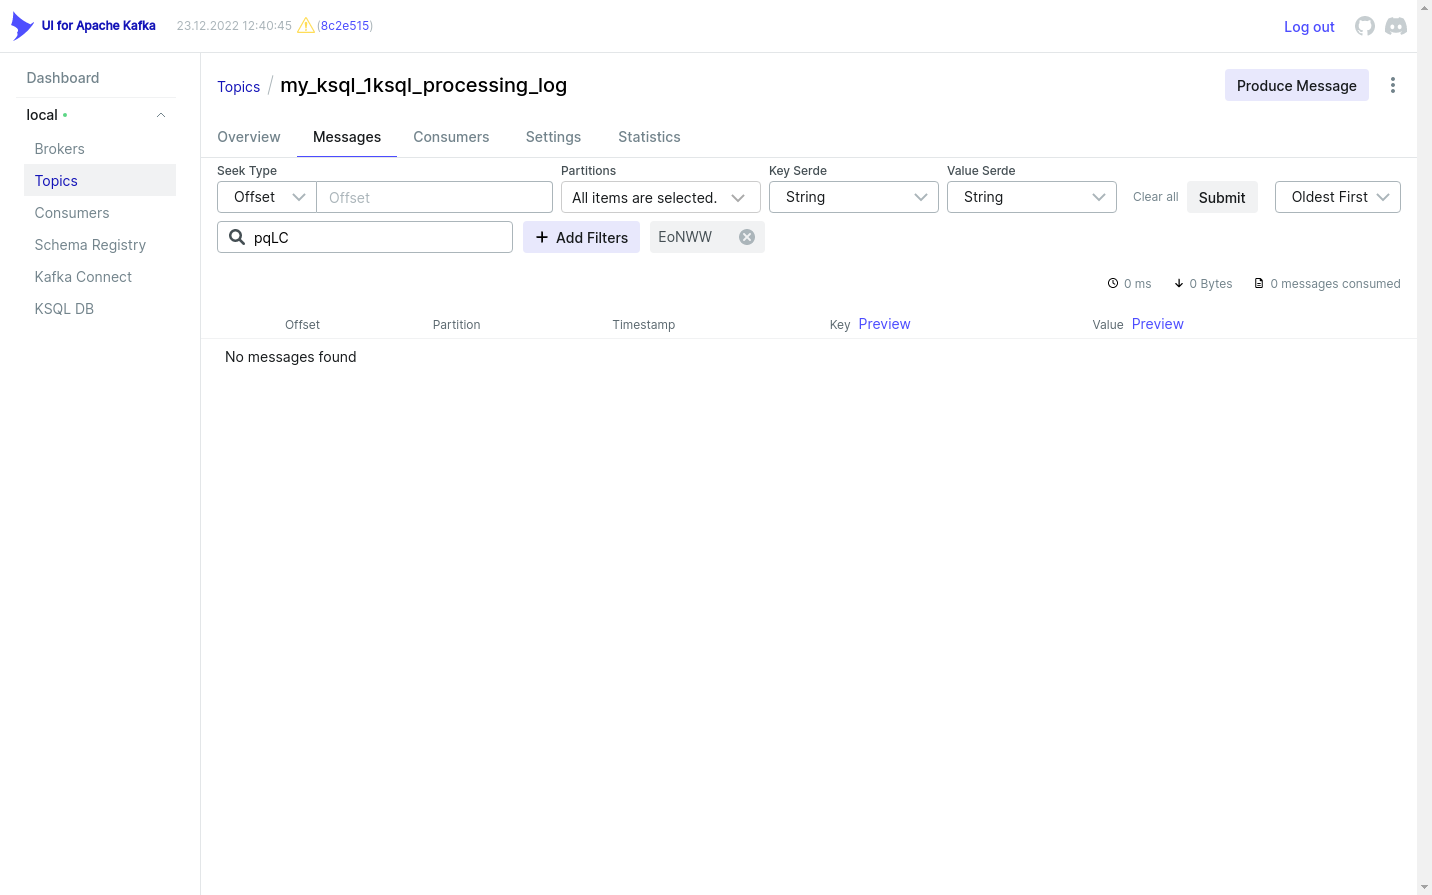 UI for Apache Kafka 23.12.2022 12:40:45 (8c2e515) Log out
Dashboard
local
Brokers
Topics
Consumers
Schema Registry
Kafka Connect
KSQL DB
Topics / my_ksql_1ksql_processing_log Produce Message
Overview Messages Consumers Settings Statistics
Seek Type Partitions Key Serde Value Serde
Offset Offset All items are selected. String String Clear all Submit Oldest First
pqLC Add Filters EoNWW
0 ms 0 Bytes 0 messages consumed
Offset Partition Timestamp Key Preview Value Preview
No messages found